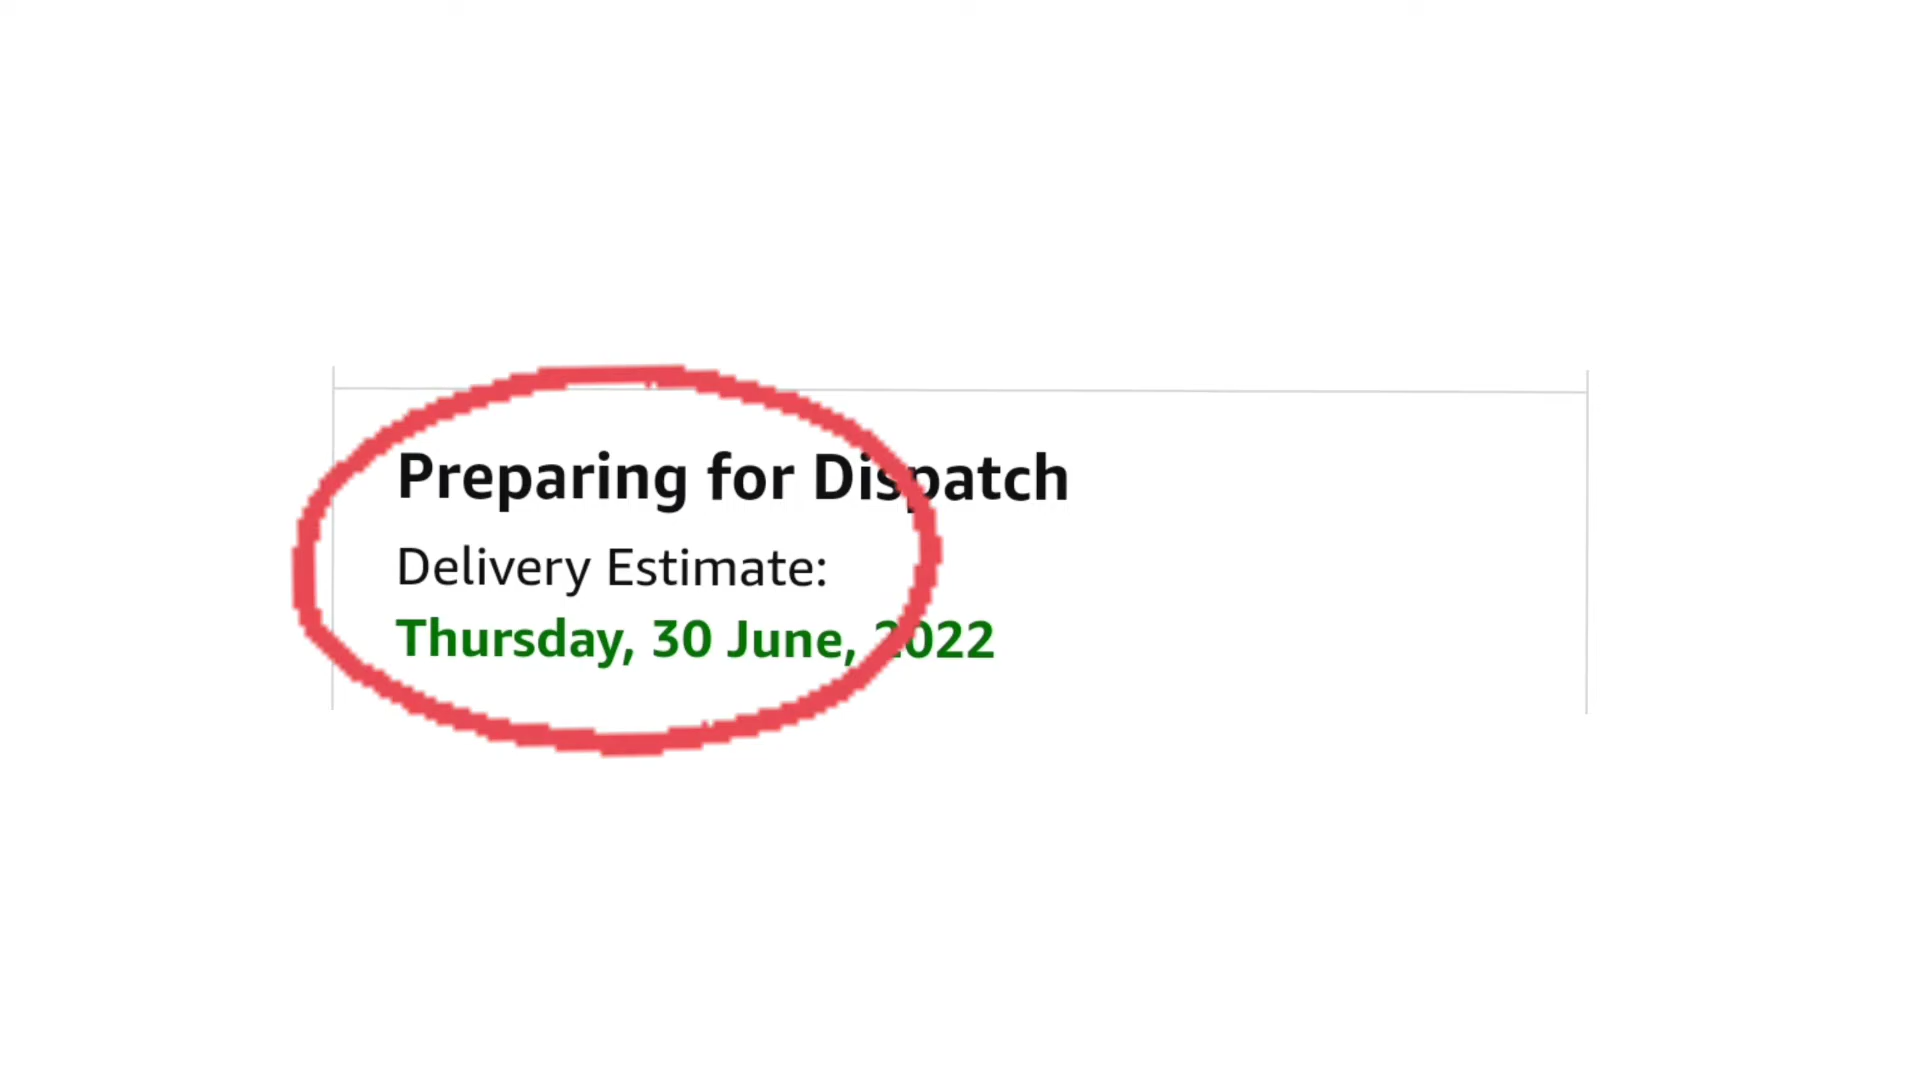 Preparing for Dispatch
Delivery Estimate:
Thursday, 30 June, 2022